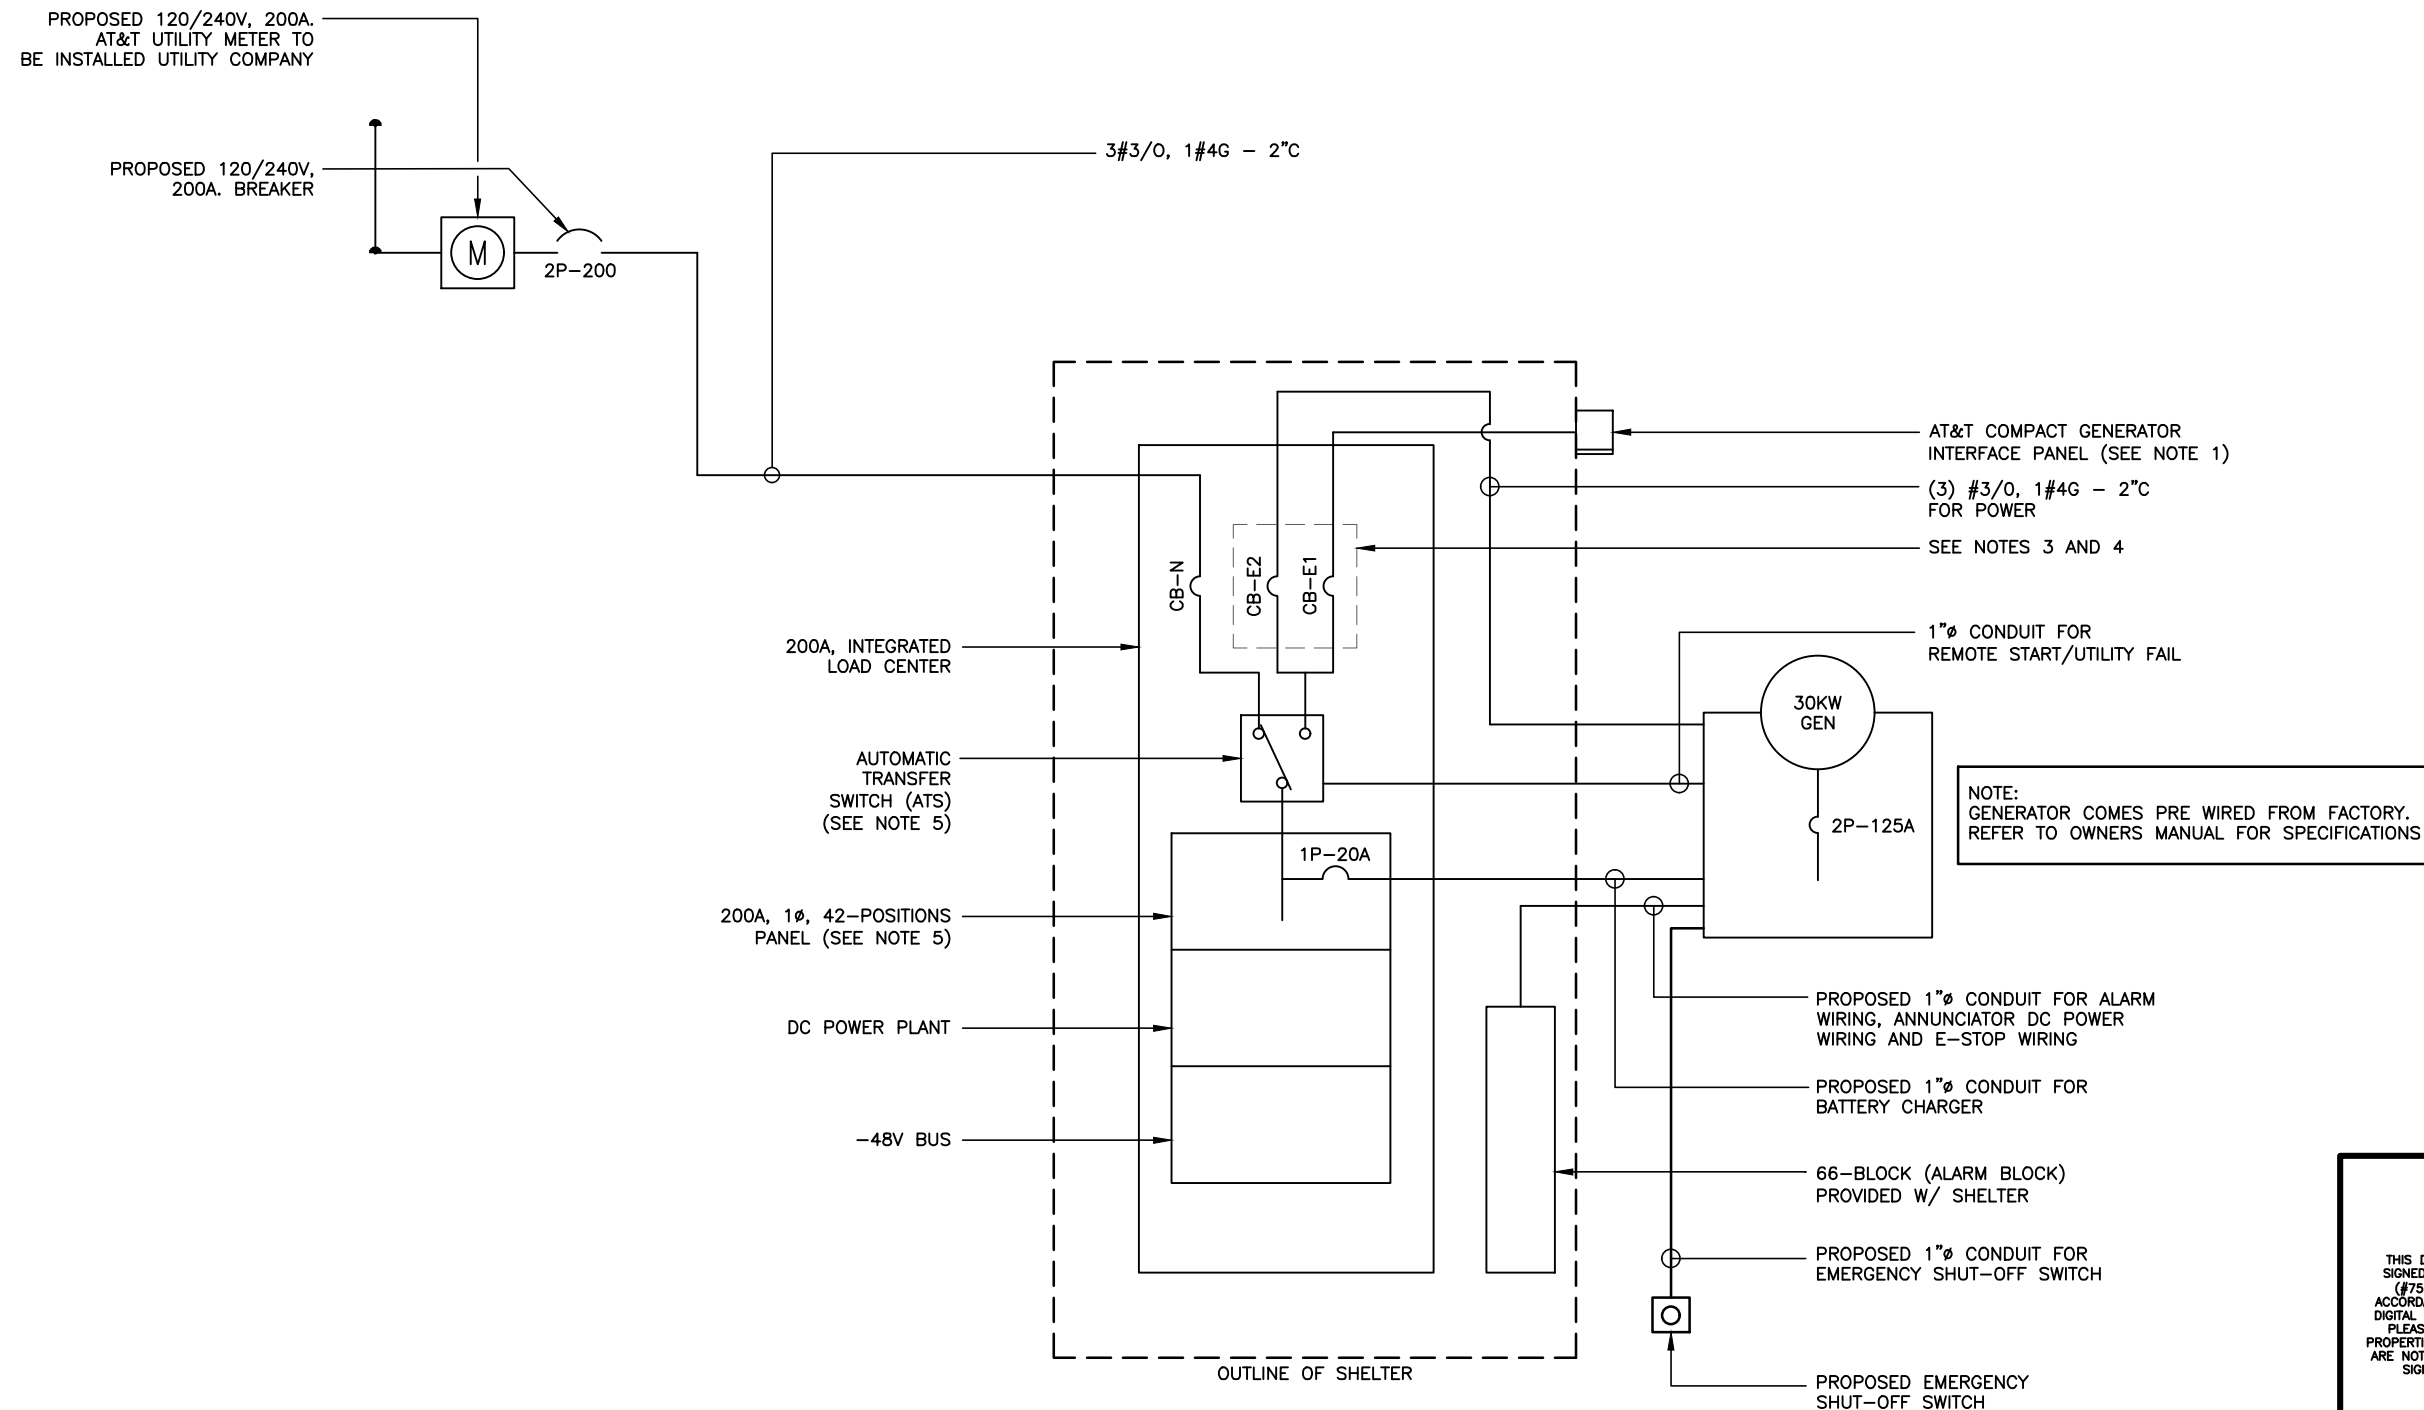 PROPOSED 120/240V, 200A.
AT&T UTILITY METER TO
BE INSTALLED UTILITY COMPANY
PROPOSED 120/240V,
200A. BREAKER
M
2P-200
3#3/0, 1#4G - 2"C
AT&T COMPACT GENERATOR
INTERFACE PANEL (SEE NOTE 1)
(3) #3/0, 1#4G - 2"C
FOR POWER
SEE NOTES 3 AND 4
CB-N
CB-E2
CB-E1
1"ø CONDUIT FOR
REMOTE START/UTILITY FAIL
200A, INTEGRATED
LOAD CENTER
30KW
GEN
2P-125A
NOTE:
GENERATOR COMES PRE WIRED FROM FACTORY.
REFER TO OWNERS MANUAL FOR SPECIFICATIONS
AUTOMATIC
TRANSFER
SWITCH (ATS)
(SEE NOTE 5)
1P-20A
200A, 1ø, 42-POSITIONS
PANEL (SEE NOTE 5)
DC POWER PLANT
-48V BUS
PROPOSED 1"ø CONDUIT FOR ALARM
WIRING, ANNUNCIATOR DC POWER
WIRING AND E-STOP WIRING
PROPOSED 1"ø CONDUIT FOR
BATTERY CHARGER
66-BLOCK (ALARM BLOCK)
PROVIDED W/ SHELTER
PROPOSED 1"ø CONDUIT FOR
EMERGENCY SHUT-OFF SWITCH
OUTLINE OF SHELTER
PROPOSED EMERGENCY
SHUT-OFF SWITCH
THIS
SIGNED
(#75
DIGITAL
ARE NOT